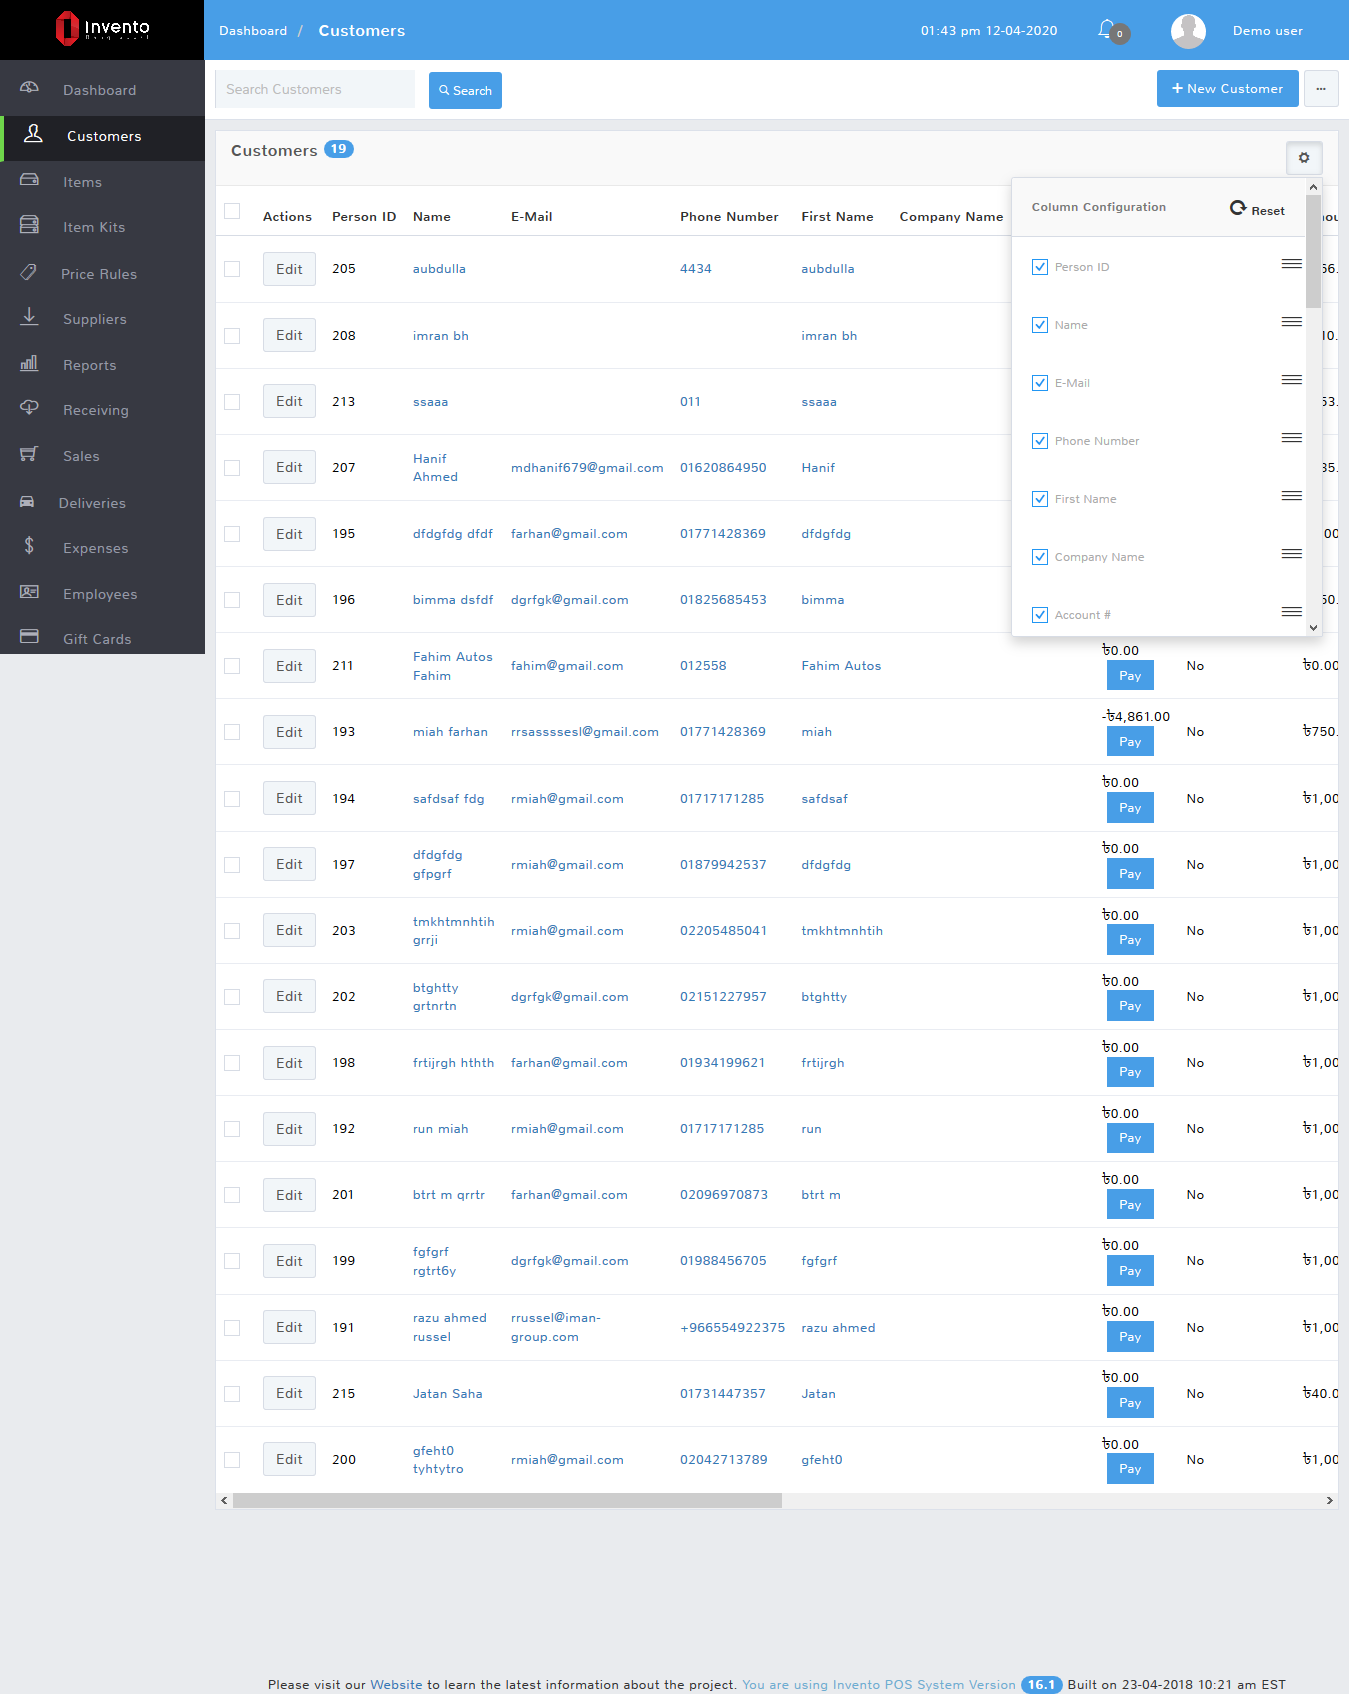 Invento
Dashboard / Customers
01:43 pm 12-04-2020
0
Demo user
Dashboard
Customers
Items
Item Kits
Price Rules
Suppliers
Reports
Receiving
Sales
Deliveries
Expenses
Employees
Gift Cards
Search Customers
Search
+ New Customer
...
Customers 19
Actions Person ID Name E-Mail Phone Number First Name Company Name
Column Configuration Reset
Person ID
Name
E-Mail
Phone Number
First Name
Company Name
Account #
Edit 205 aubdulla 4434 aubdulla
Edit 208 imran bh imran bh
Edit 213 ssaaa 011 ssaaa
Edit 207 Hanif Ahmed mdhanif679@gmail.com 01620864950 Hanif
Edit 195 dfdgfdg dfdf farhan@gmail.com 01771428369 dfdgfdg
Edit 196 bimma dsfdf dgrfgk@gmail.com 01825685453 bimma
Edit 211 Fahim Autos Fahim fahim@gmail.com 012558 Fahim Autos ৳0.00 Pay No ৳0.00
Edit 193 miah farhan rrsassssesl@gmail.com 01771428369 miah -৳4,861.00 Pay No ৳750.
Edit 194 safdsaf fdg rmiah@gmail.com 01717171285 safdsaf ৳0.00 Pay No ৳1,00
Edit 197 dfdgfdg gfpgrf rmiah@gmail.com 01879942537 dfdgfdg ৳0.00 Pay No ৳1,00
Edit 203 tmkhtmnhtih grrji rmiah@gmail.com 02205485041 tmkhtmnhtih ৳0.00 Pay No ৳1,00
Edit 202 btghtty grtnrtn dgrfgk@gmail.com 02151227957 btghtty ৳0.00 Pay No ৳1,00
Edit 198 frtijrgh hthth farhan@gmail.com 01934199621 frtijrgh ৳0.00 Pay No ৳1,00
Edit 192 run miah rmiah@gmail.com 01717171285 run ৳0.00 Pay No ৳1,00
Edit 201 btrt m qrrtr farhan@gmail.com 02096970873 btrt m ৳0.00 Pay No ৳1,00
Edit 199 fgfgrf rgtrt6y dgrfgk@gmail.com 01988456705 fgfgrf ৳0.00 Pay No ৳1,00
Edit 191 razu ahmed russel rrussel@iman-group.com +966554922375 razu ahmed ৳0.00 Pay No ৳1,00
Edit 215 Jatan Saha 01731447357 Jatan ৳0.00 Pay No ৳40.0
Edit 200 gfeht0 tyhtytro rmiah@gmail.com 02042713789 gfeht0 ৳0.00 Pay No ৳1,00
Please visit our Website to learn the latest information about the project. You are using Invento POS System Version 16.1 Built on 23-04-2018 10:21 am EST